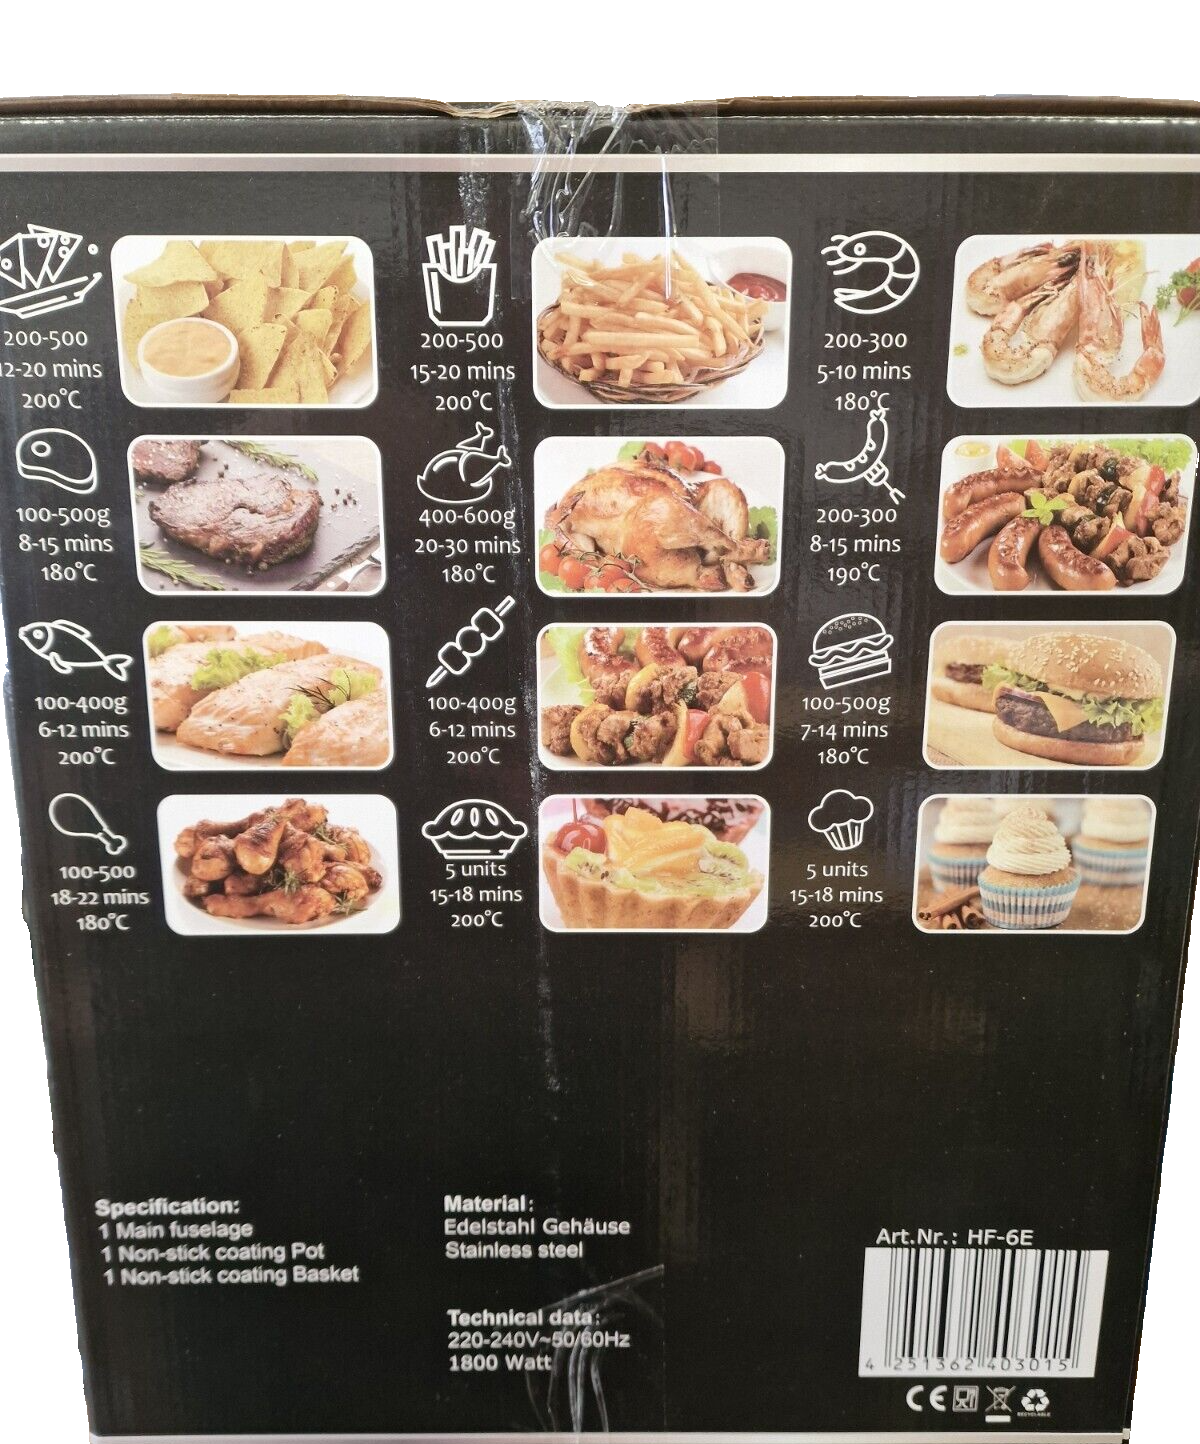 200-500
12-20 mins
200°C
200-500
15-20 mins
200°C
200-300
5-10 mins
180°C
100-500g
8-15 mins
180°C
400-600g
20-30 mins
180°C
200-300
8-15 mins
190°C
100-400g
6-12 mins
200°C
100-400g
6-12 mins
200°C
100-500g
7-14 mins
180°C
100-500
18-22 mins
180°C
5 units
15-18 mins
200°C
5 units
15-18 mins
200°C
Specification:
1 Main fuselage
1 Non-stick coating Pot
1 Non-stick coating Basket
Material:
Edelstahl Gehäuse
Stainless steel
Technical data:
220-240V~50/60Hz
1800 Watt
Art.Nr.: HF-6E
4 251362 403015
CE
RECYCLABLE